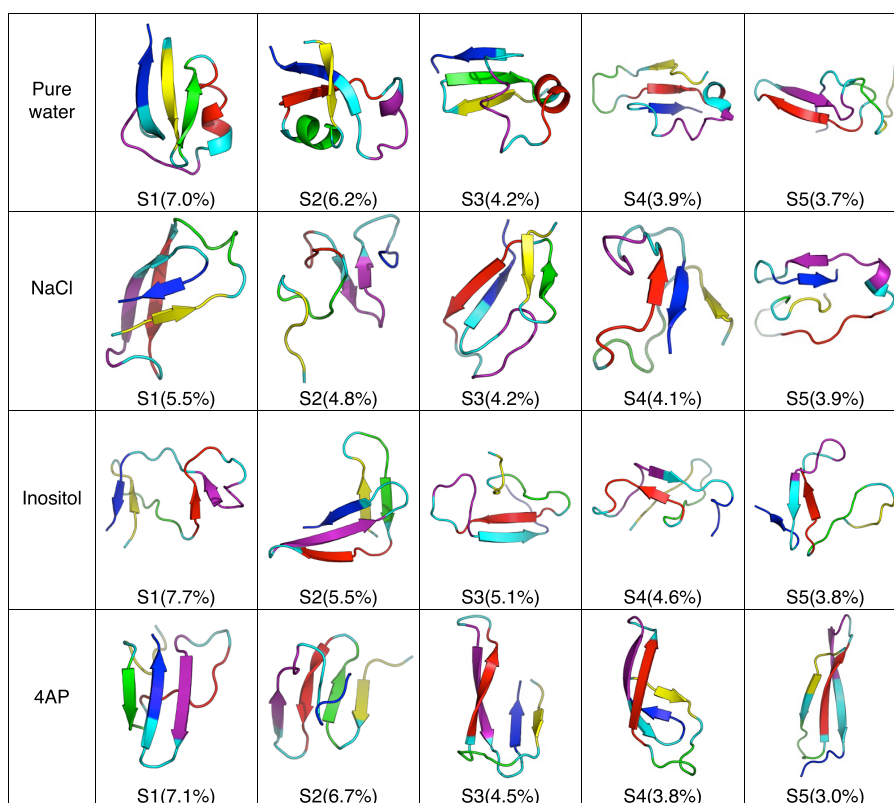 Pure
water
S1(7.0%)
S2(6.2%)
S3(4.2%)
S4(3.9%)
S5(3.7%)
NaCl
S1(5.5%)
S2(4.8%)
S3(4.2%)
S4(4.1%)
S5(3.9%)
Inositol
S1(7.7%)
S2(5.5%)
S3(5.1%)
S4(4.6%)
S5(3.8%)
4AP
S1(7.1%)
S2(6.7%)
S3(4.5%)
S4(3.8%)
S5(3.0%)